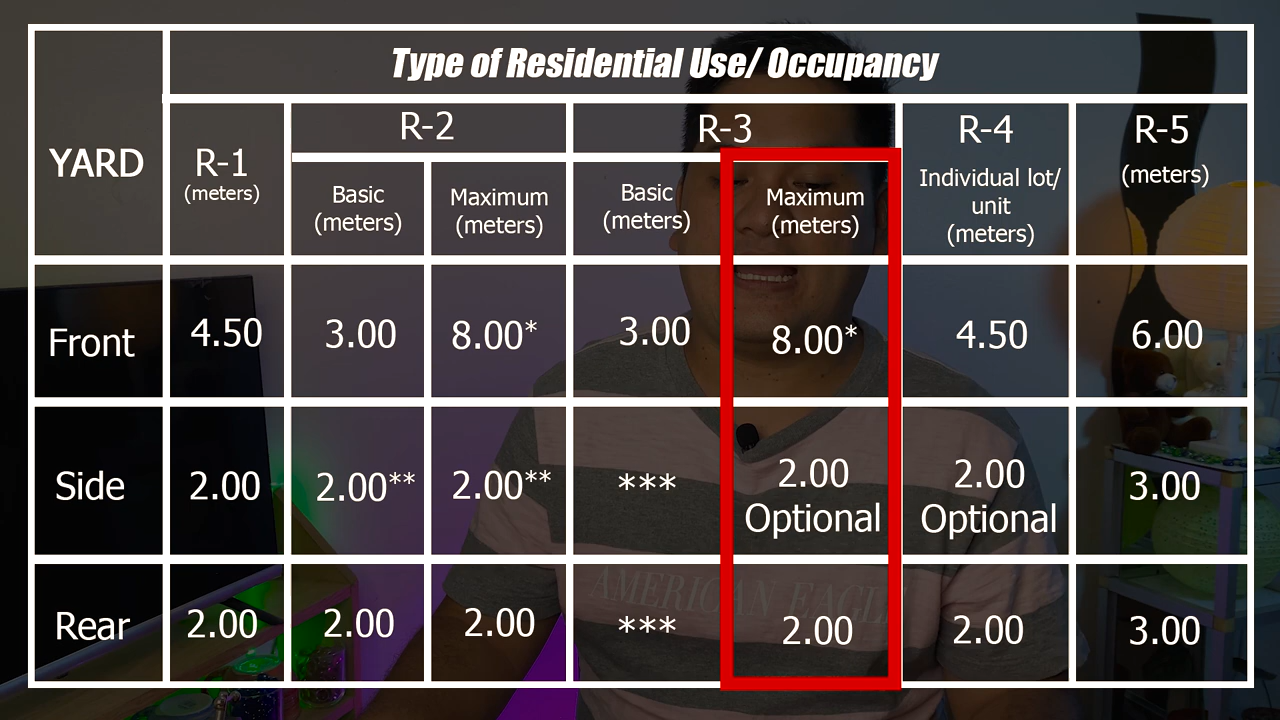 Type of Residential Use/ Occupancy
YARD
R-1
(meters)
R-2
R-3
R-4
Individual lot/
unit
(meters)
R-5
(meters)
Basic
(meters)
Maximum
(meters)
Basic
(meters)
Maximum
(meters)
Front 4.50 3.00 8.00* 3.00 8.00* 4.50 6.00
Side 2.00 2.00** 2.00** *** 2.00 Optional 2.00 Optional 3.00
Rear 2.00 2.00 2.00 *** 2.00 2.00 3.00
AMERICAN EAGLE